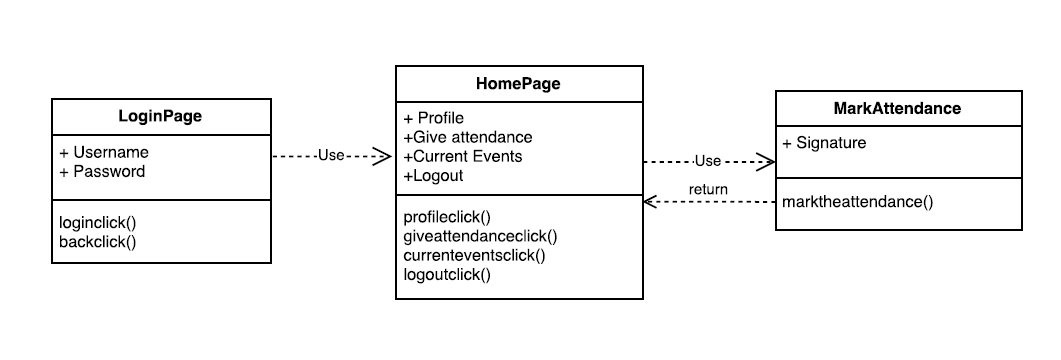 LoginPage
+ Username
+ Password
loginclick()
backclick()
Use
HomePage
+ Profile
+Give attendance
+Current Events
+Logout
profileclick()
giveattendanceclick()
currenteventsclick()
logoutclick()
Use
return
MarkAttendance
+ Signature
marktheattendance()